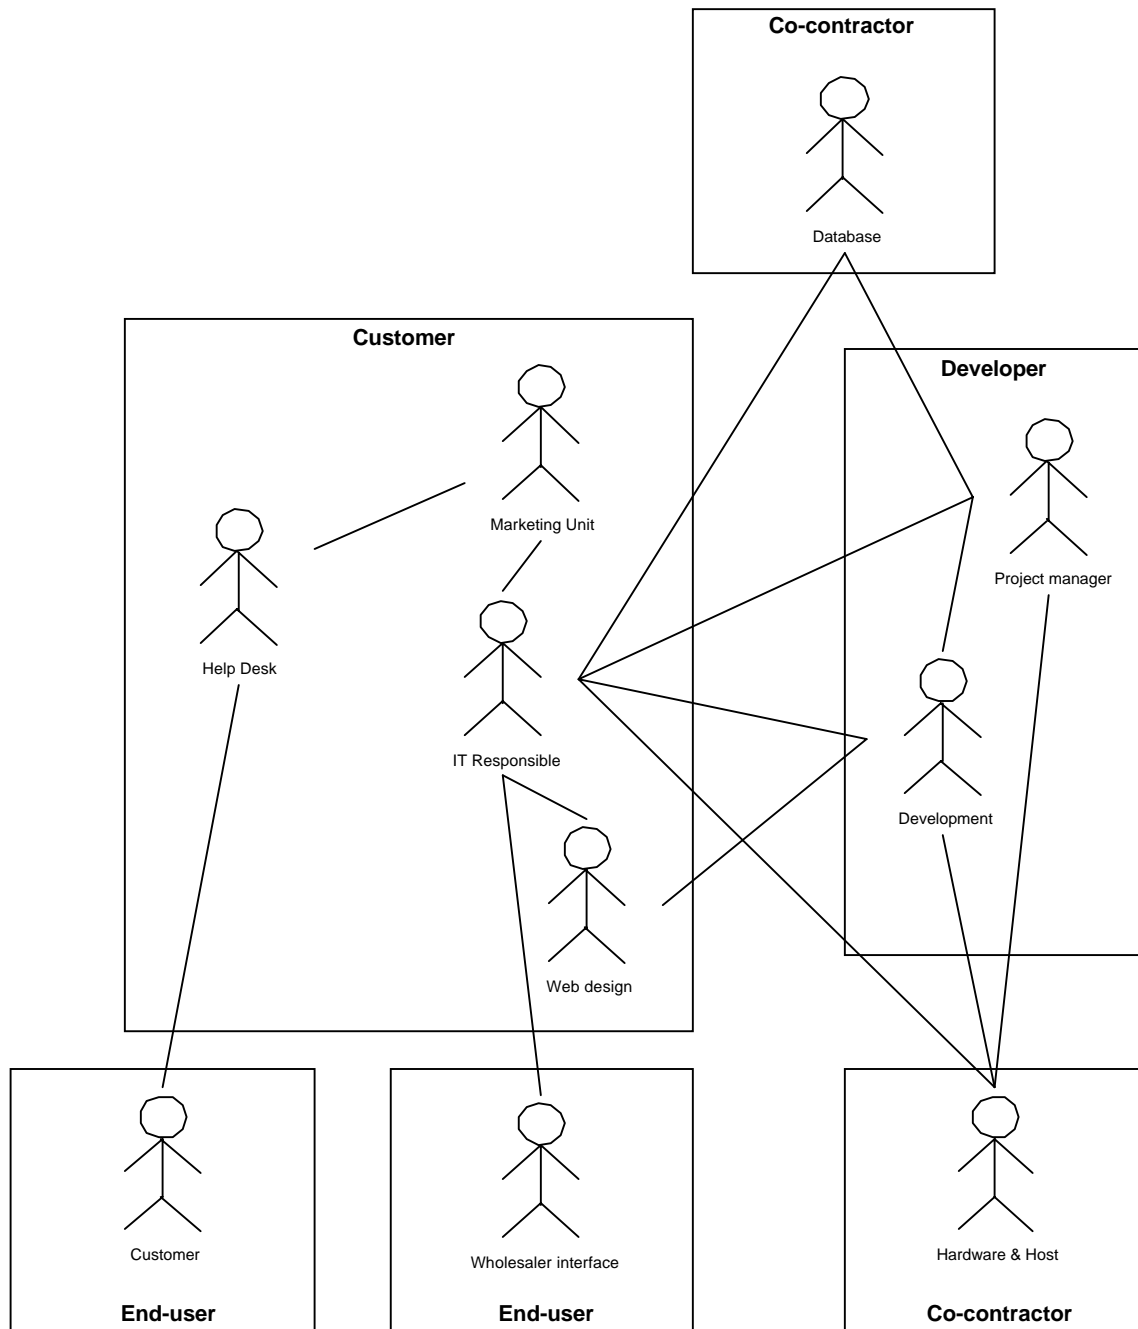 Co-contractor
Database
Customer
Developer
Marketing Unit
Project manager
Help Desk
IT Responsible
Development
Web design
Customer
Wholesaler interface
Hardware & Host
End-user
End-user
Co-contractor